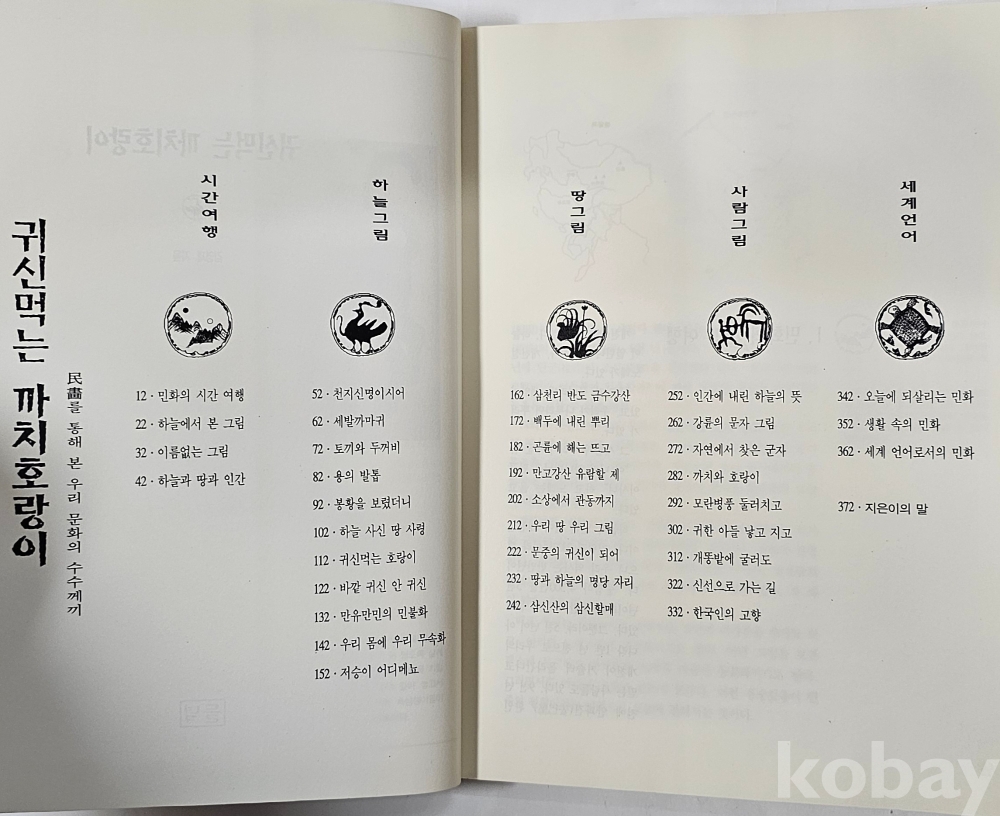 귀신먹는 까치호랑이
民畵를 통해 본 우리 문화의 수수께끼
시간여행
12 · 민화의 시간 여행
22 · 하늘에서 본 그림
32 · 이름없는 그림
42 · 하늘과 땅과 인간
하늘그림
52 · 천지신명이시어
62 · 세발까마귀
72 · 토끼와 두꺼비
82 · 용의 발톱
92 · 봉황을 보렸더니
102 · 하늘 사신 땅 사령
112 · 귀신먹는 호랑이
122 · 바깥 귀신 안 귀신
132 · 만유만민의 민불화
142 · 우리 몸에 우리 무속화
152 · 저승이 어디메뇨
땅그림
162 · 삼천리 반도 금수강산
172 · 백두에 내린 뿌리
182 · 곤륜에 해는 뜨고
192 · 만고강산 유람할 제
202 · 소상에서 관동까지
212 · 우리 땅 우리 그림
222 · 문중의 귀신이 되어
232 · 땅과 하늘의 명당 자리
242 · 삼신산의 삼신할매
사람그림
252 · 인간에 내린 하늘의 뜻
262 · 강륜의 문자 그림
272 · 자연에서 찾은 군자
282 · 까치와 호랑이
292 · 모란병풍 둘러치고
302 · 귀한 아들 낳고 지고
312 · 개똥밭에 굴러도
322 · 신선으로 가는 길
332 · 한국인의 고향
세계언어
342 · 오늘에 되살리는 민화
352 · 생활 속의 민화
362 · 세계 언어로서의 민화
372 · 지은이의 말
kobay